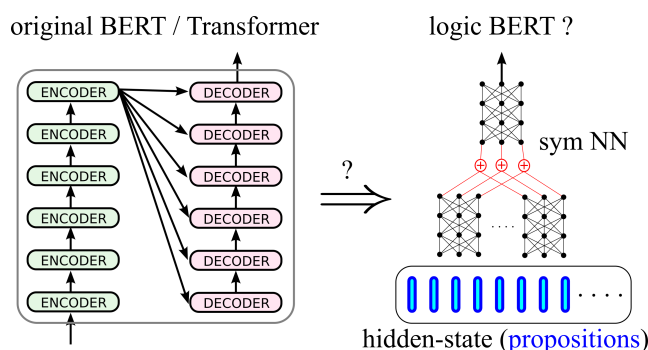 original BERT / Transformer
ENCODER
ENCODER
ENCODER
ENCODER
ENCODER
ENCODER
DECODER
DECODER
DECODER
DECODER
DECODER
DECODER
?
logic BERT ?
sym NN
+ + +
. . . .
. . . . .
hidden-state (propositions)